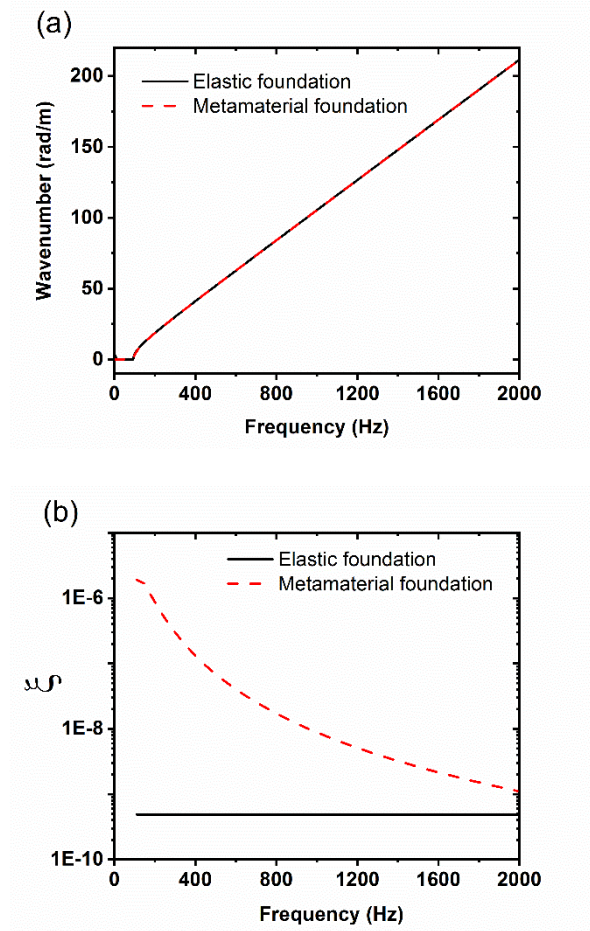 (a)
200
150
100
50
0
Wavenumber (rad/m)
Elastic foundation
Metamaterial foundation
0 400 800 1200 1600 2000
Frequency (Hz)
(b)
1E-6
1E-8
1E-10
ξ
Elastic foundation
Metamaterial foundation
0 400 800 1200 1600 2000
Frequency (Hz)